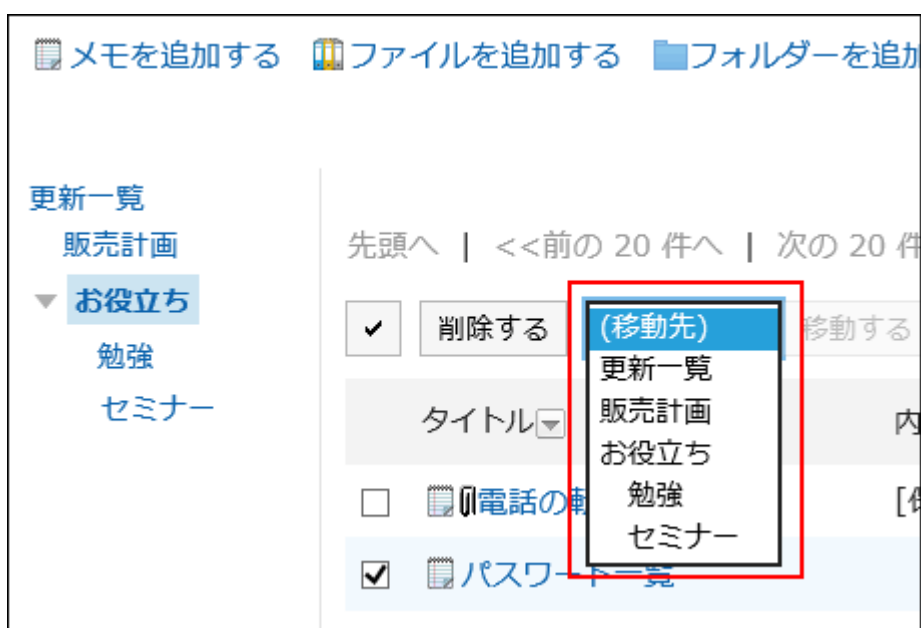 メモを追加する ファイルを追加する フォルダーを追加
更新一覧
販売計画
お役立ち
勉強
セミナー
先頭へ | <<前の 20 件へ | 次の 20 件
削除する
(移動先)
更新一覧
販売計画
お役立ち
勉強
セミナー
移動する
タイトル
内
電話の転
パスワード一覧